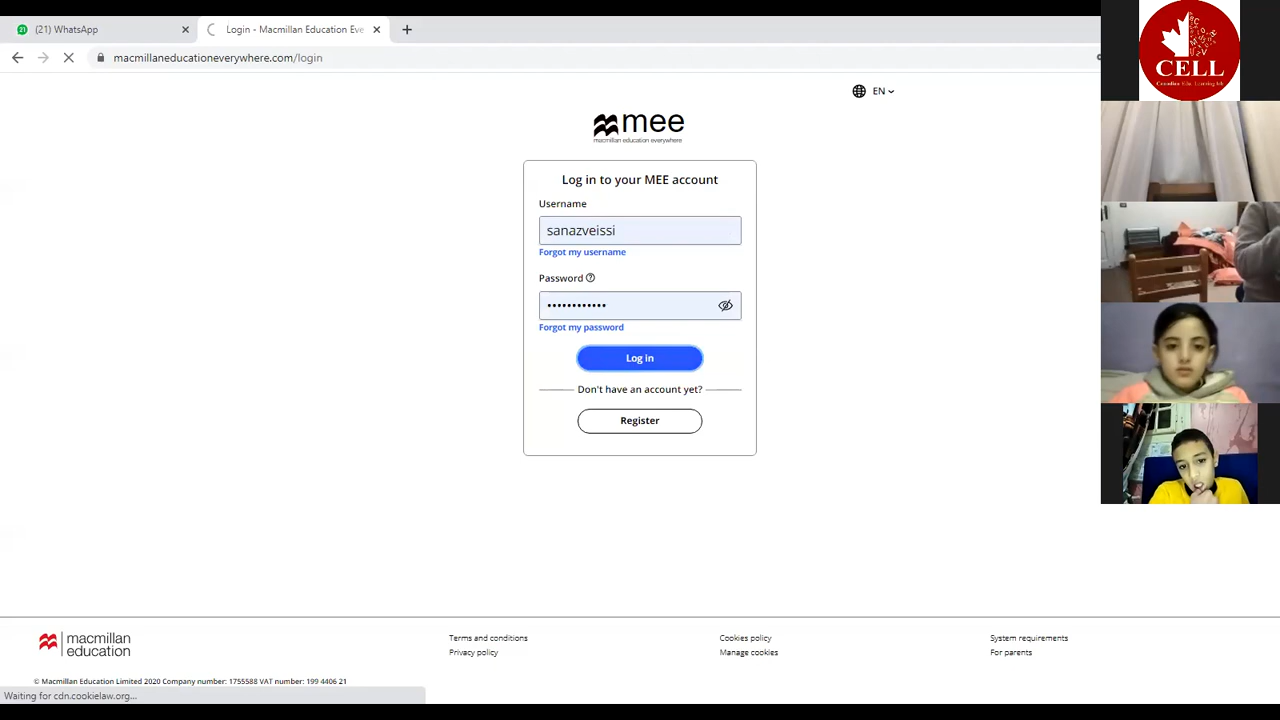 (21) WhatsApp
Login - Macmillan Education Eve
macmillaneducationeverywhere.com/login
EN
mee
macmillan education everywhere
Log in to your MEE account
Username
sanazveissi
Forgot my username
Password
••••••••••••
Forgot my password
Log in
Don't have an account yet?
Register
macmillan
education
Terms and conditions
Privacy policy
Cookies policy
Manage cookies
System requirements
For parents
© Macmillan Education Limited 2020 Company number: 1755588 VAT number: 199 4406 21
Waiting for cdn.cookielaw.org...
CELL